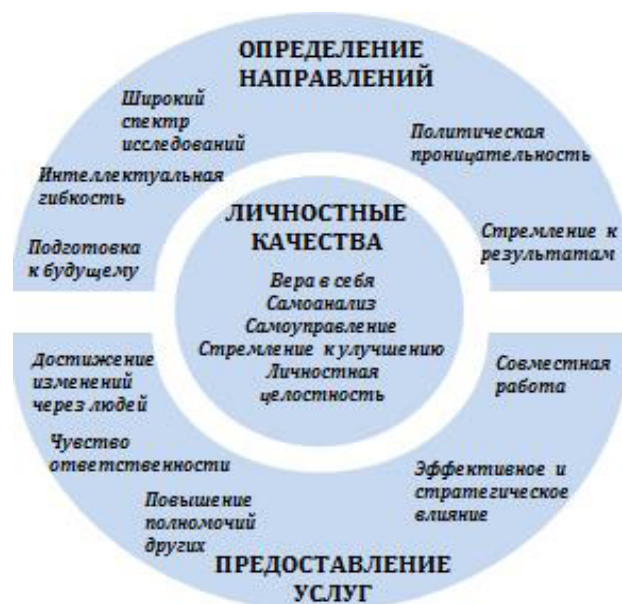 ОПРЕДЕЛЕНИЕ
НАПРАВЛЕНИЙ
Широкий
спектр
исследований
Интеллектуальная
гибкость
Подготовка
к будущему
Политическая
проницательность
Стремление к
результатам
ЛИЧНОСТНЫЕ
КАЧЕСТВА
Вера в себя
Самоанализ
Самоуправление
Стремление к улучшению
Личностная
целостность
Достижение
изменений
через людей
Чувство
ответственности
Повышение
полномочий
других
Совместная
работа
Эффективное и
стратегическое
влияние
ПРЕДОСТАВЛЕНИЕ
УСЛУГ